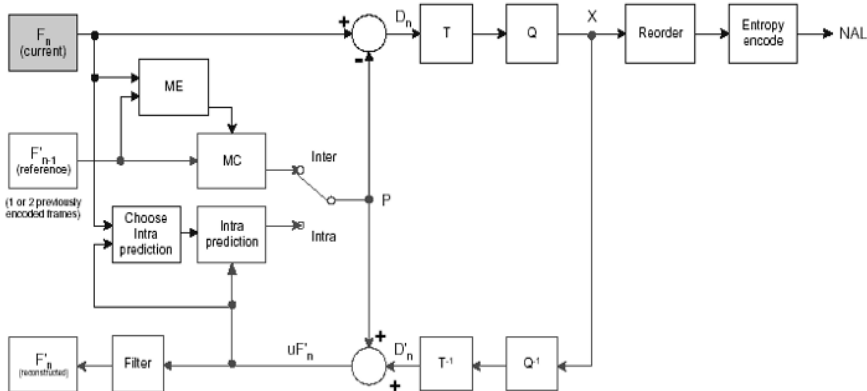 Fn
(current)
+
-
Dn
T
Q
X
Reorder
Entropy
encode
NAL
ME
F'n-1
(reference)
(1 or 2 previously
encoded frames)
MC
Inter
P
Choose
Intra
prediction
Intra
prediction
Intra
F'n
(reconstructed)
Filter
uF'n
+
+
D'n
T-1
Q-1